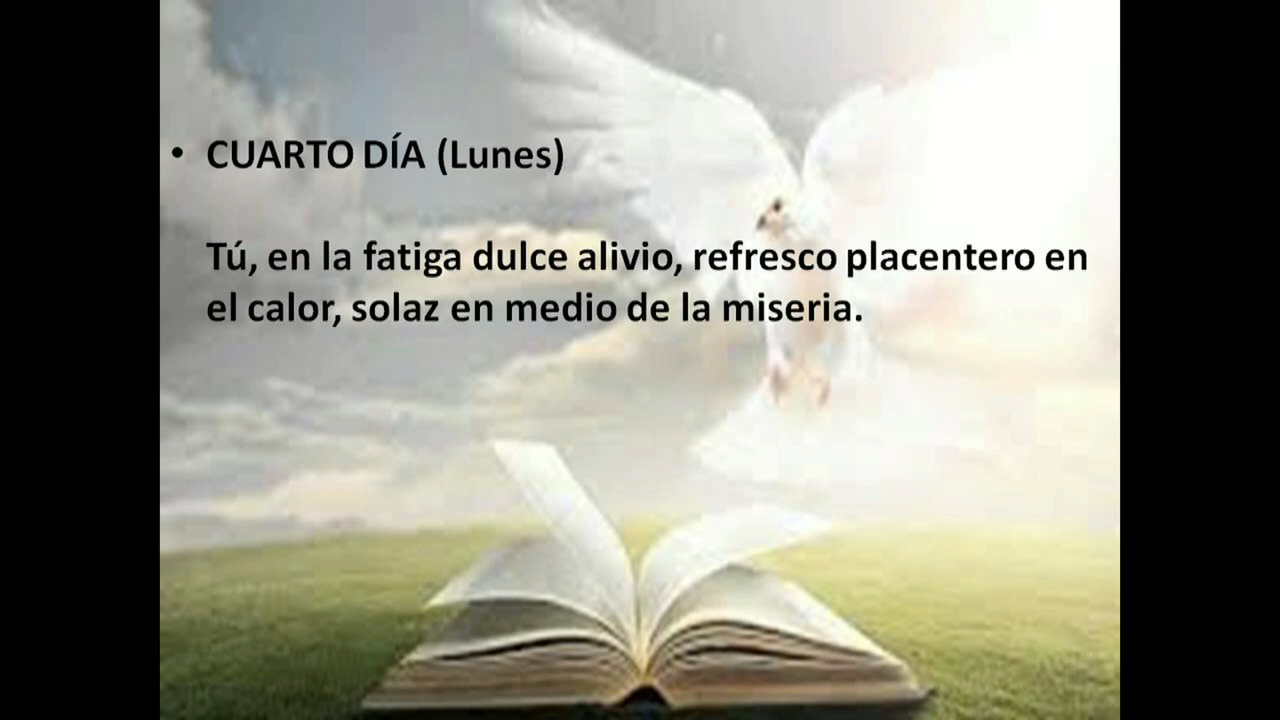 • CUARTO DÍA (Lunes)
Tú, en la fatiga dulce alivio, refresco placentero en
el calor, solaz en medio de la miseria.